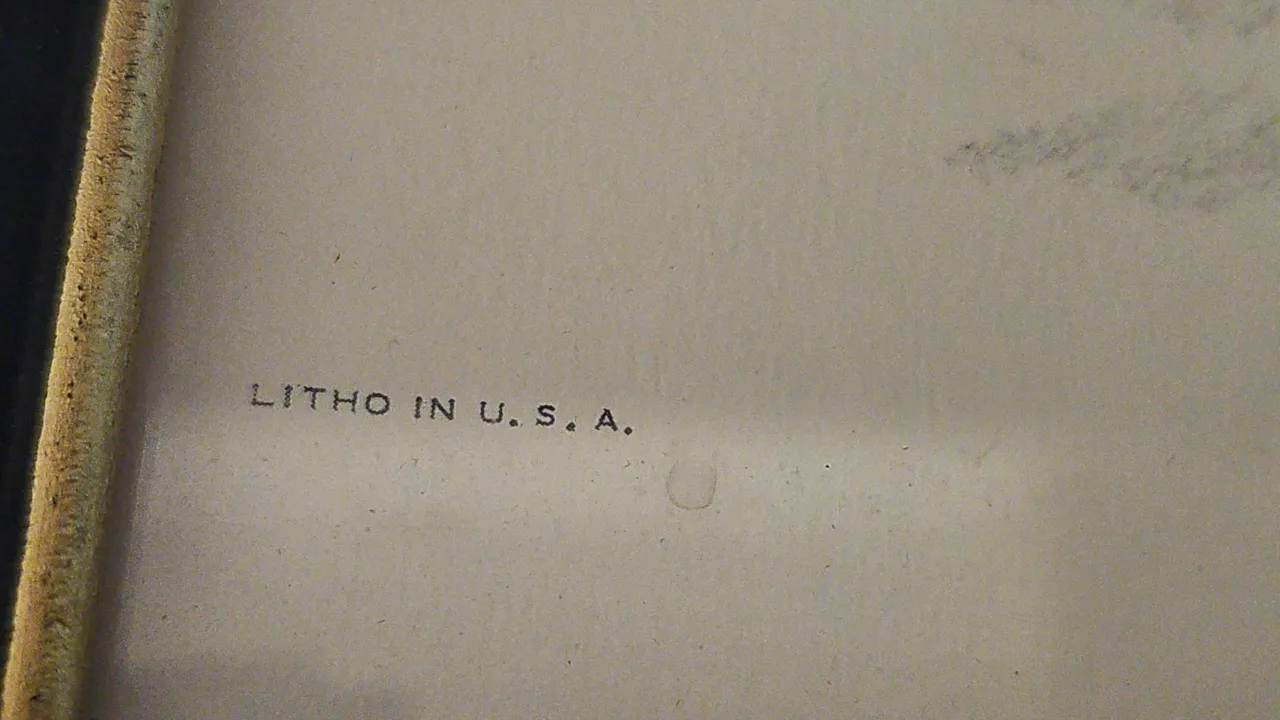 LITHO IN U. S. A.